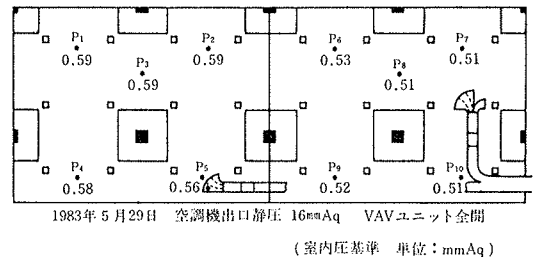 P₁ P₂ P₆ P₇
0.59 0.59 0.53 0.51
P₃ P₈
0.59 0.51
P₄ P₅ P₉ P₁₀
0.58 0.56 0.52 0.51
1983年5月29日 空調機出口静圧 16mmAq VAVユニット全開
(室内圧基準 単位:mmAq)